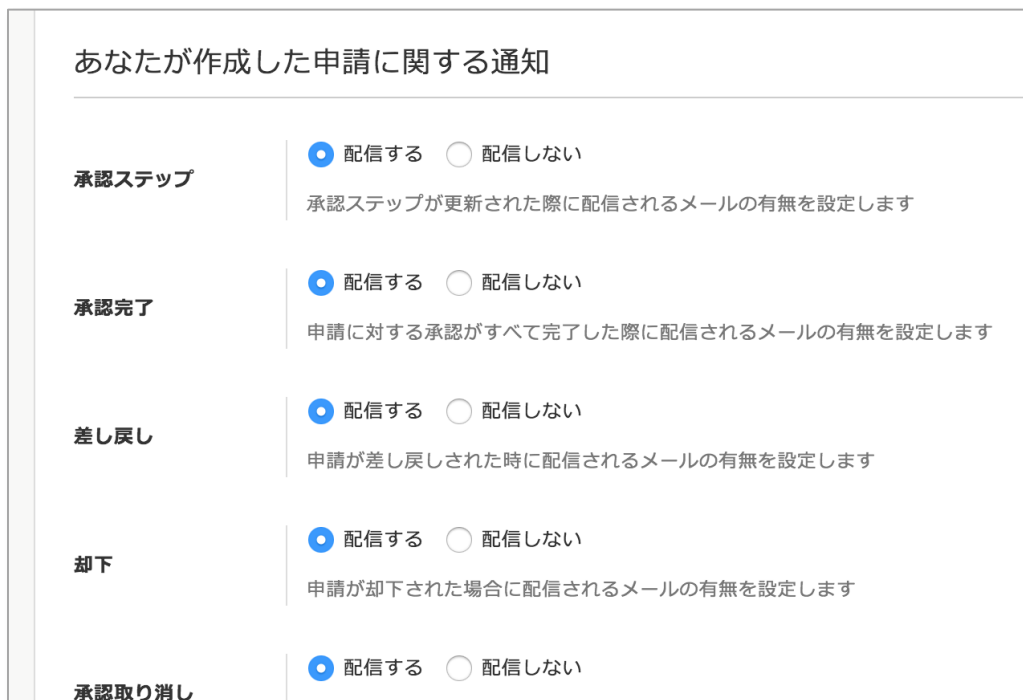 あなたが作成した申請に関する通知
承認ステップ
配信する 配信しない
承認ステップが更新された際に配信されるメールの有無を設定します
承認完了
配信する 配信しない
申請に対する承認がすべて完了した際に配信されるメールの有無を設定します
差し戻し
配信する 配信しない
申請が差し戻しされた時に配信されるメールの有無を設定します
却下
配信する 配信しない
申請が却下された場合に配信されるメールの有無を設定します
承認取り消し
配信する 配信しない